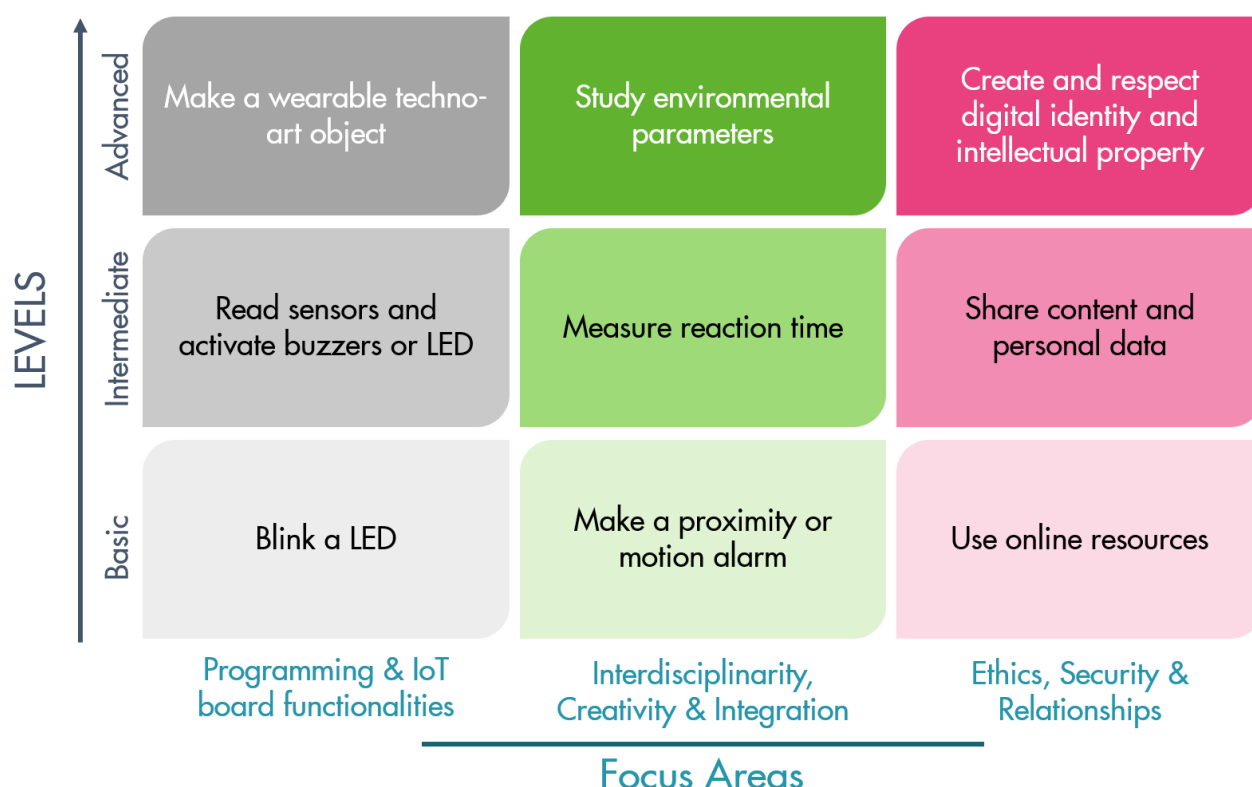 LEVELS
Advanced
Make a wearable techno-
art object
Study environmental
parameters
Create and respect
digital identity and
intellectual property
Intermediate
Read sensors and
activate buzzers or LED
Measure reaction time
Share content and
personal data
Basic
Blink a LED
Make a proximity or
motion alarm
Use online resources
Programming & IoT
board functionalities
Interdisciplinarity,
Creativity & Integration
Ethics, Security &
Relationships
Focus Areas